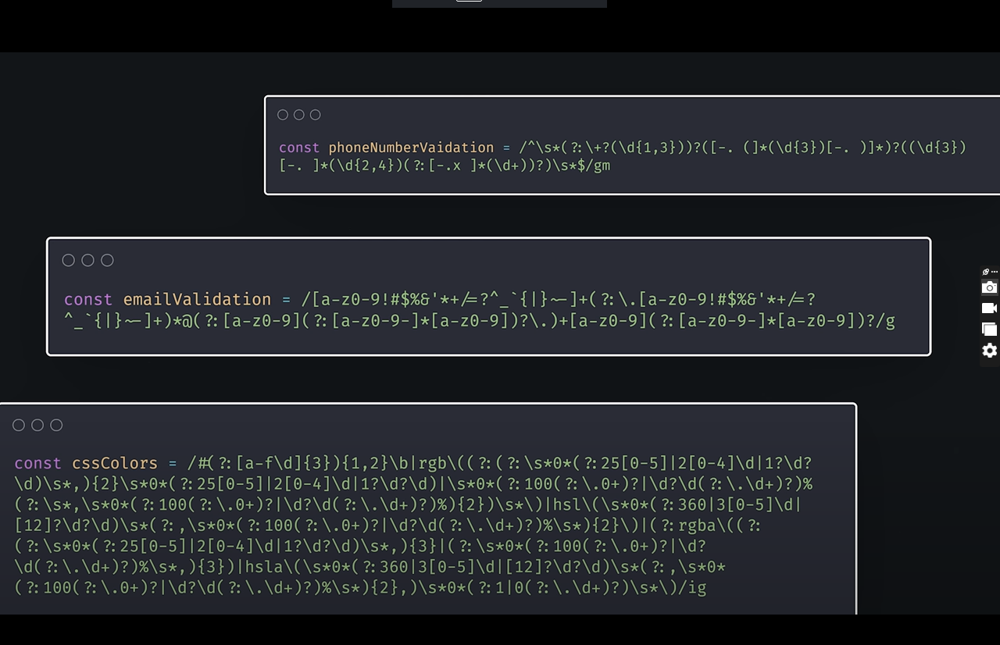 const phoneNumberVaidation = /^\s*(?:\+?(\d{1,3}))?([-. (]*(\d{3})[-. )]*)?((\d{3})
[-. ]*(\d{2,4})(?:[-.x ]*(\d+))?)\s*$/gm
const emailValidation = /[a-z0-9!#$%&'*+/=?^_`{|}~-]+(?:\.[a-z0-9!#$%&'*+/=?
^_`{|}~-]+)*@(?:[a-z0-9](?:[a-z0-9-]*[a-z0-9])?\.)+[a-z0-9](?:[a-z0-9-]*[a-z0-9])?/g
const cssColors = /#(?:[a-f\d]{3}){1,2}\b|rgb\((?:(?:\s*0*(?:25[0-5]|2[0-4]\d|1?\d?
\d)\s*,){2}\s*0*(?:25[0-5]|2[0-4]\d|1?\d?\d)|\s*0*(?:100(?:\.0+)?|\d?\d(?:\.\d+)?)%
(?:\s*,\s*0*(?:100(?:\.0+)?|\d?\d(?:\.\d+)?)%){2})\s*\)|hsl\(\s*0*(?:360|3[0-5]\d|
[12]?\d?\d)\s*(?:,\s*0*(?:100(?:\.0+)?|\d?\d(?:\.\d+)?)%\s*){2}\)|(?:rgba\((?:
(?:\s*0*(?:25[0-5]|2[0-4]\d|1?\d?\d)\s*,){3}|(?:\s*0*(?:100(?:\.0+)?|\d?
\d(?:\.\d+)?)%\s*,){3})|hsla\(\s*0*(?:360|3[0-5]\d|[12]?\d?\d)\s*(?:,\s*0*
(?:100(?:\.0+)?|\d?\d(?:\.\d+)?)%\s*){2},)\s*0*(?:1|0(?:\.\d+)?)\s*\)/ig